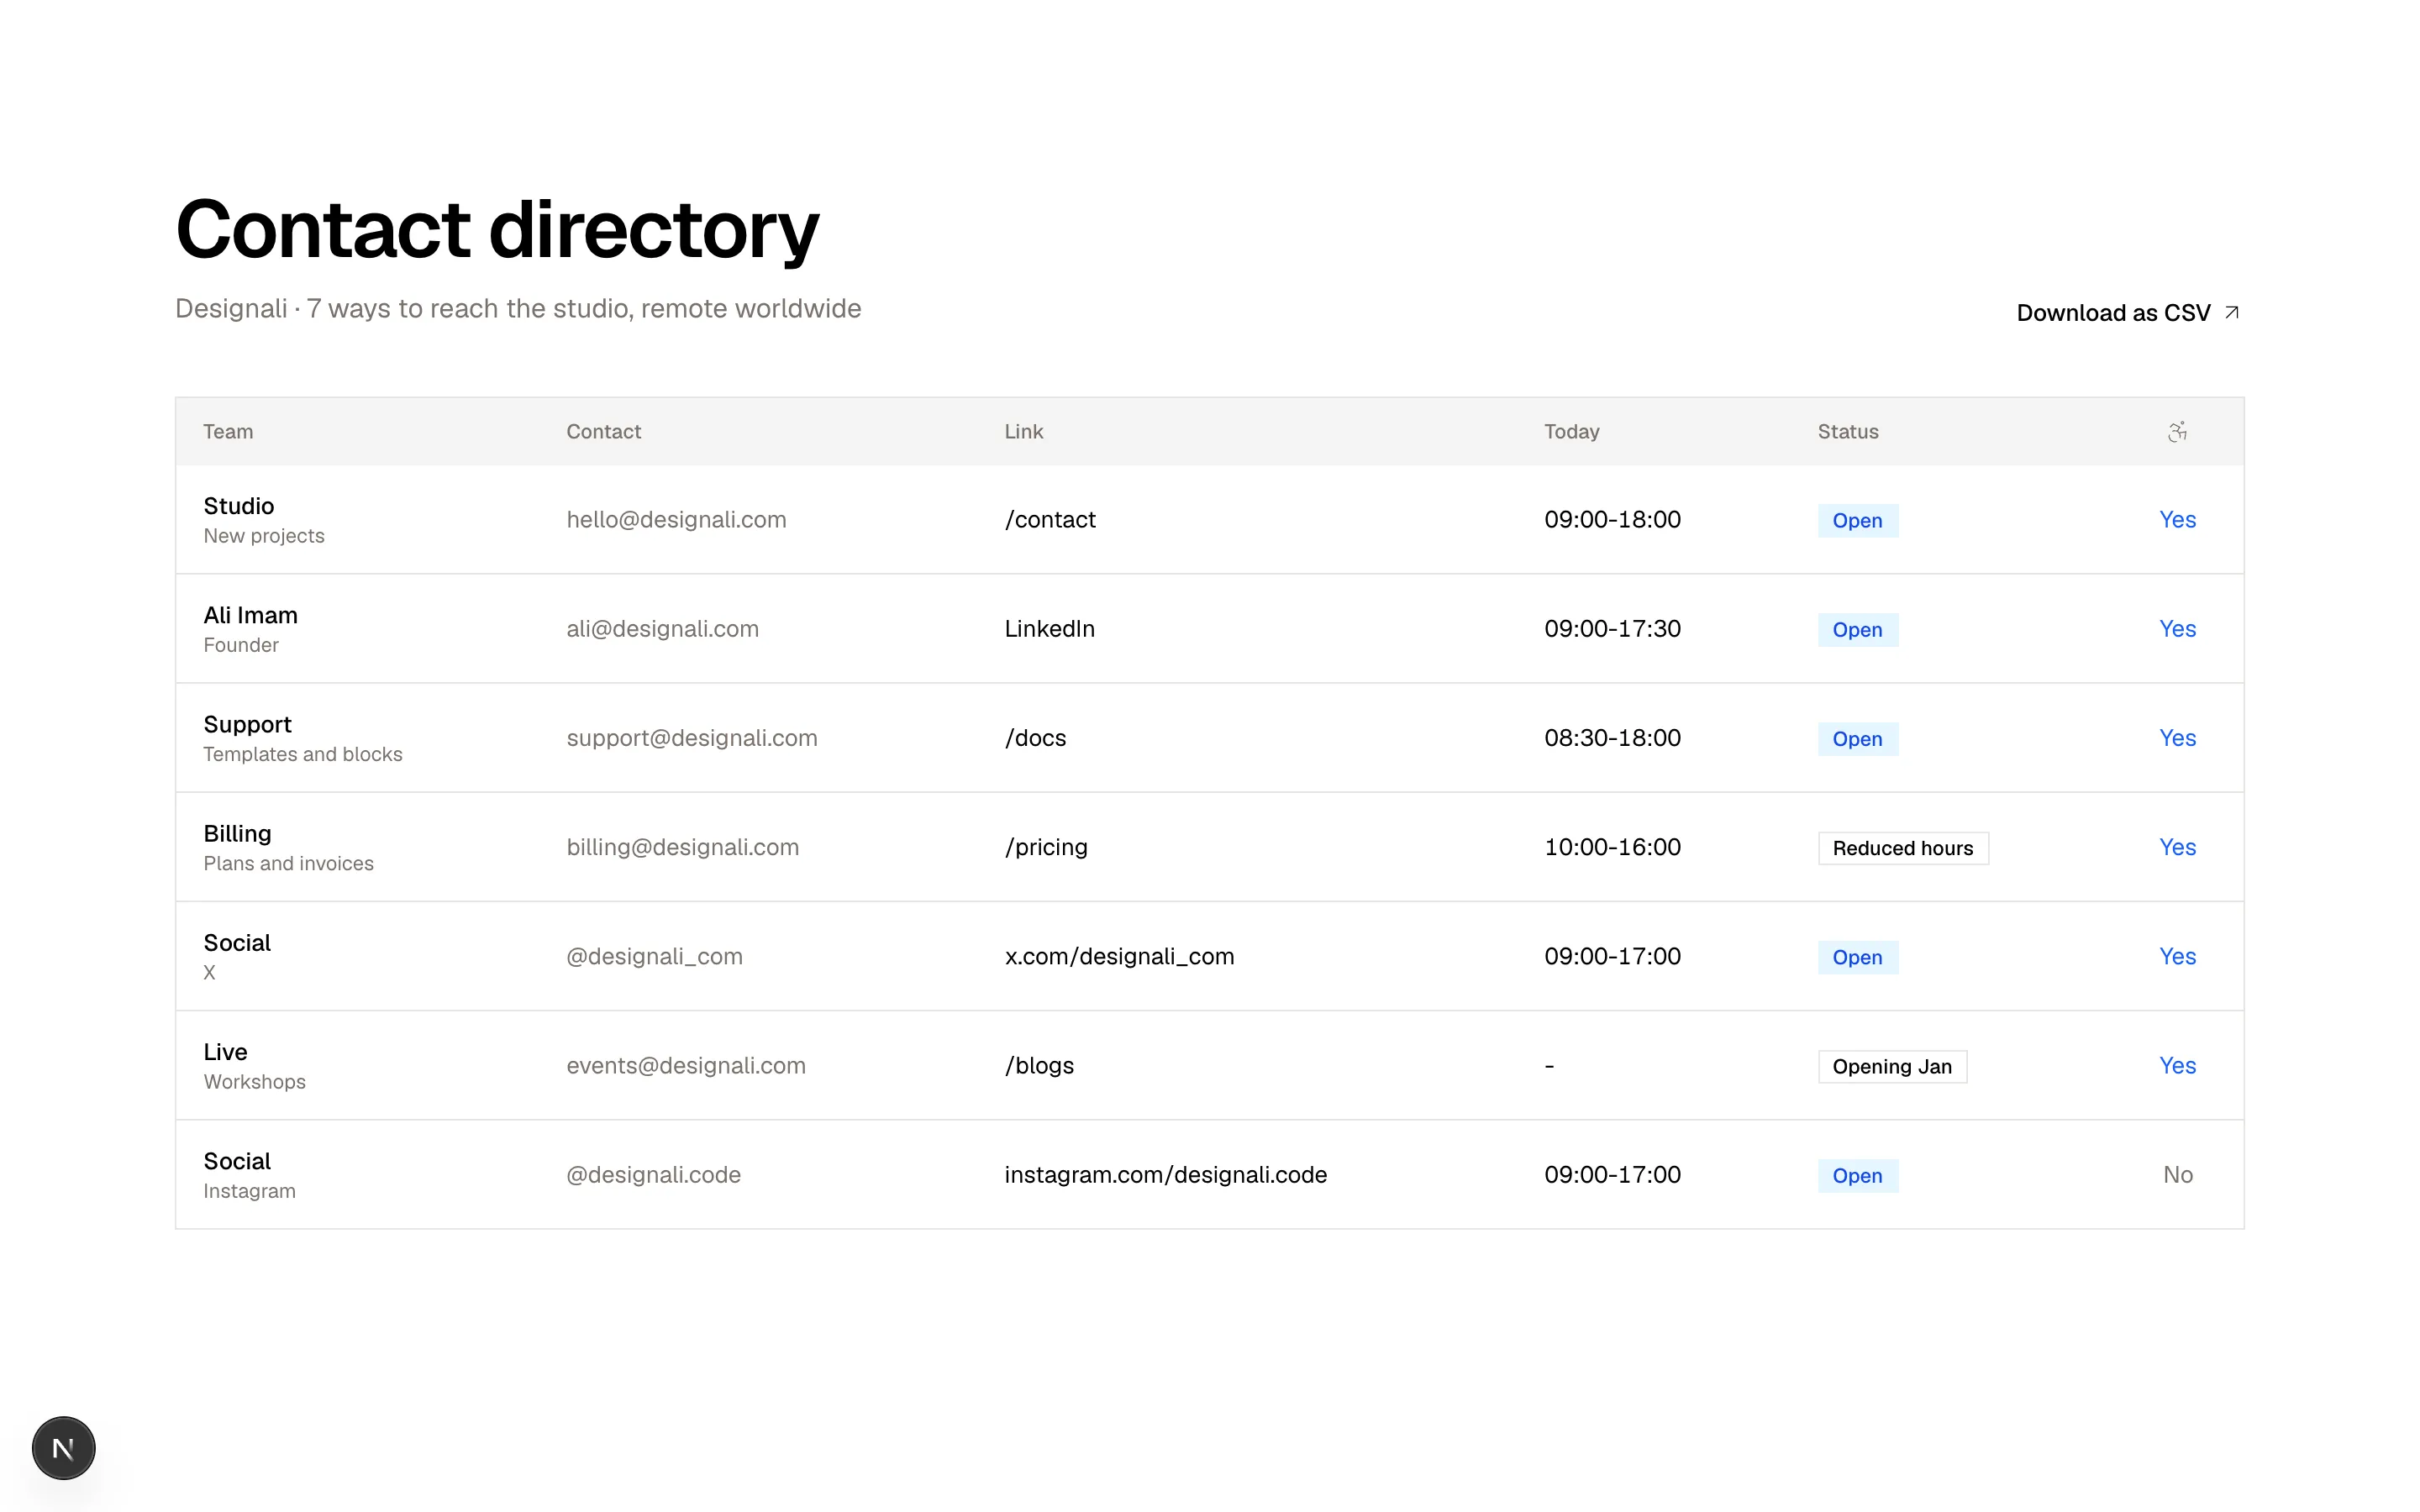 Contact directory
Designali · 7 ways to reach the studio, remote worldwide
Download as CSV
Team Contact Link Today Status
Studio
New projects
hello@designali.com /contact 09:00-18:00 Open Yes
Ali Imam
Founder
ali@designali.com LinkedIn 09:00-17:30 Open Yes
Support
Templates and blocks
support@designali.com /docs 08:30-18:00 Open Yes
Billing
Plans and invoices
billing@designali.com /pricing 10:00-16:00 Reduced hours Yes
Social
X
@designali_com x.com/designali_com 09:00-17:00 Open Yes
Live
Workshops
events@designali.com /blogs - Opening Jan Yes
Social
Instagram
@designali.code instagram.com/designali.code 09:00-17:00 Open No
N